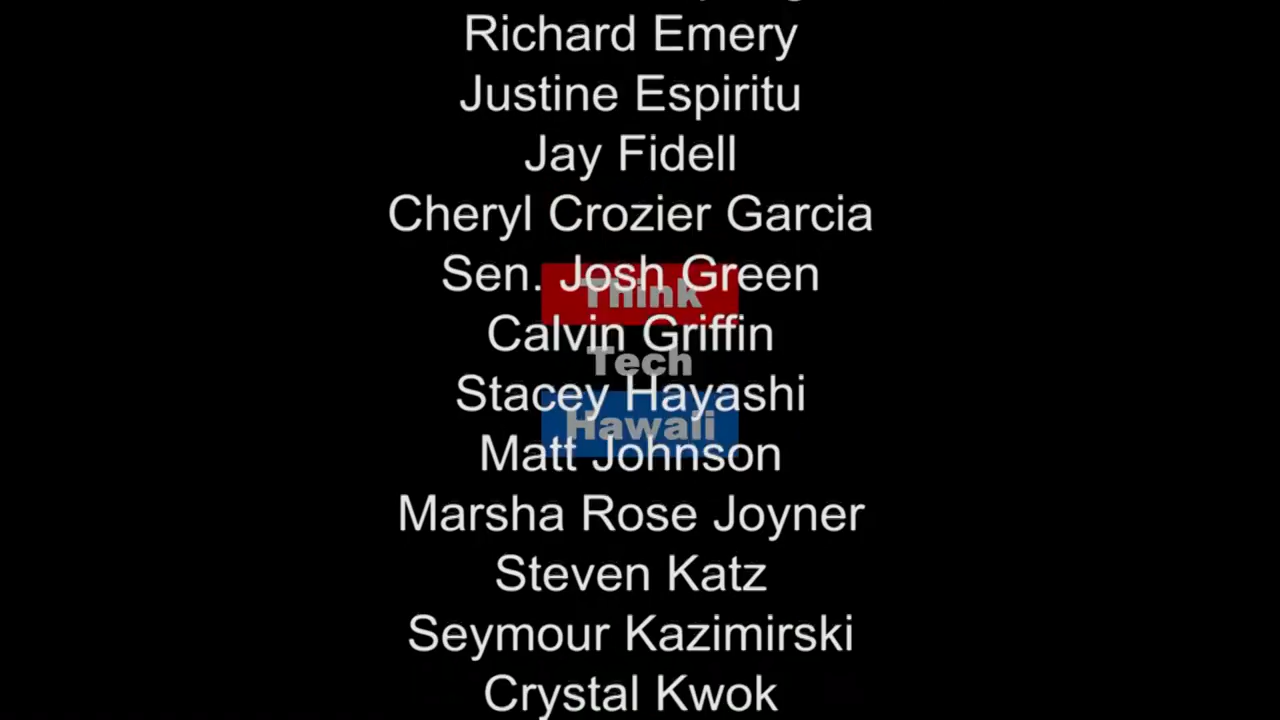 Richard Emery
Justine Espiritu
Jay Fidell
Cheryl Crozier Garcia
Sen. Josh Green
Think
Calvin Griffin
Tech
Stacey Hayashi
Hawaii
Matt Johnson
Marsha Rose Joyner
Steven Katz
Seymour Kazimirski
Crystal Kwok